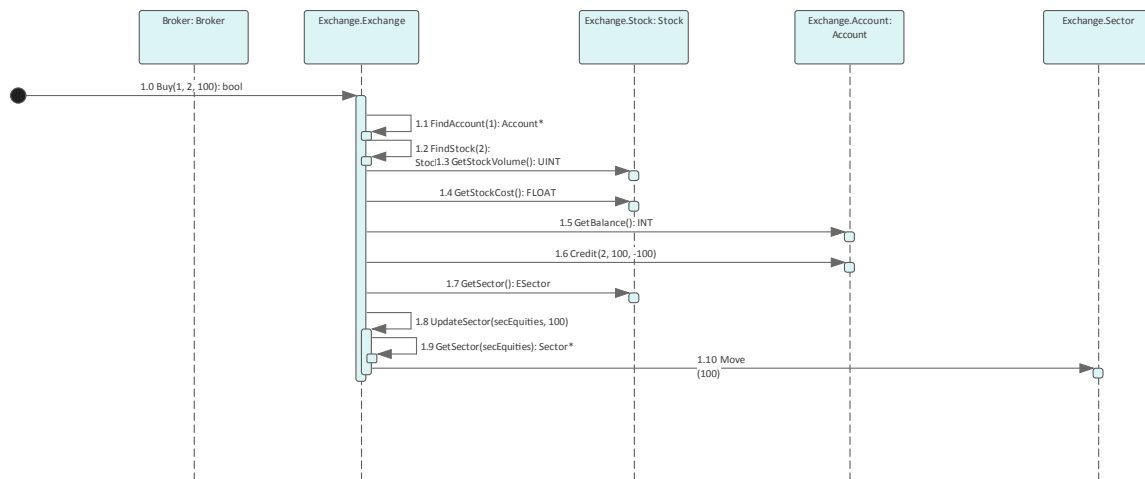 Broker: Broker
Exchange.Exchange
Exchange.Stock: Stock
Exchange.Account:
Account
Exchange.Sector
1.0 Buy(1, 2, 100): bool
1.1 FindAccount(1): Account*
1.2 FindStock(2):
1.3 GetStockVolume(): UINT
1.4 GetStockCost(): FLOAT
1.5 GetBalance(): INT
1.6 Credit(2, 100, -100)
1.7 GetSector(): ESector
1.8 UpdateSector(secEquities, 100)
1.9 GetSector(secEquities): Sector*
1.10 Move
(100)